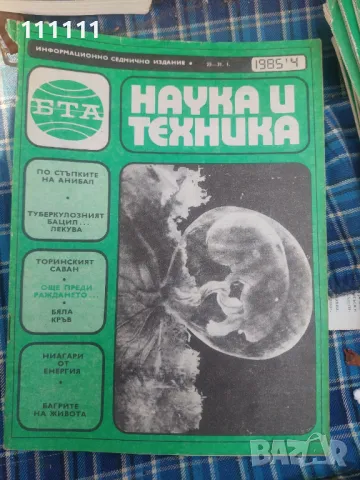 111111
ИНФОРМАЦИОННО СЕДМИЧНО ИЗДАНИЕ •
1985'4
БТА
НАУКА И
ТЕХНИКА
ПО СТЪПКИТЕ
НА АНИБАЛ
•
ТУБЕРКУЛОЗНИЯТ
БАЦИЛ...
ЛЕКУВА
ТОРИНСКИЯТ
САВАН
•
ОЩЕ ПРЕДИ
РАЖДАНЕТО...
•
БЯЛА
КРЪВ
НИАГАРИ
ОТ
ЕНЕРГИЯ
•
БАГРИТЕ
НА ЖИВОТА
BAZAR